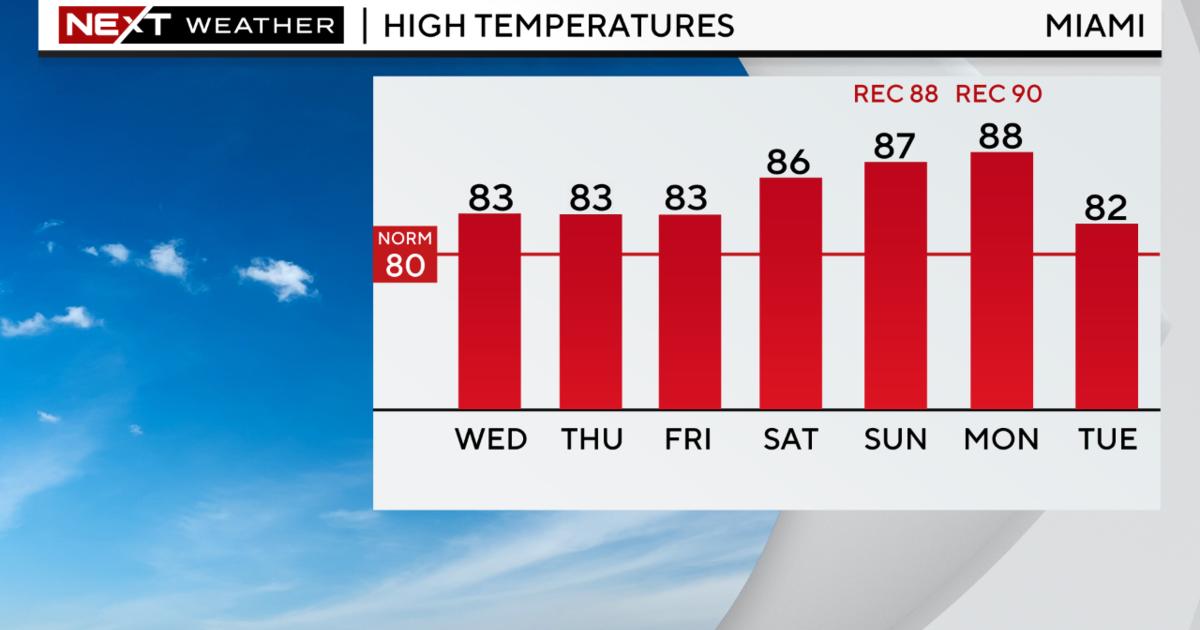 NEXT WEATHER | HIGH TEMPERATURES MIAMI
REC 88 REC 90
83 83 83 86 87 88 82
NORM
80
WED THU FRI SAT SUN MON TUE